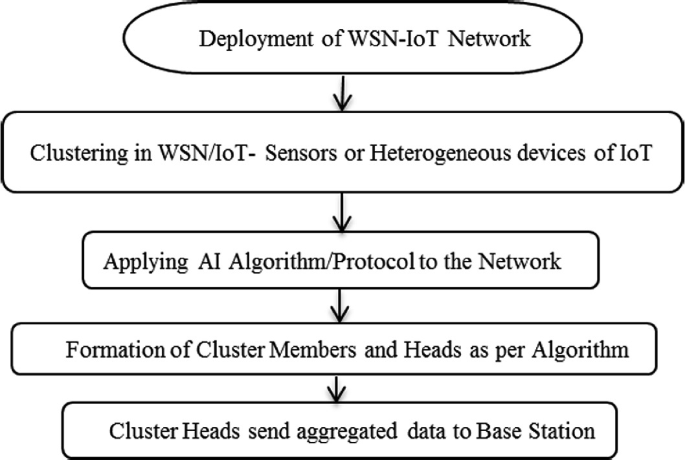 Deployment of WSN-IoT Network
Clustering in WSN/IoT- Sensors or Heterogeneous devices of IoT
Applying AI Algorithm/Protocol to the Network
Formation of Cluster Members and Heads as per Algorithm
Cluster Heads send aggregated data to Base Station